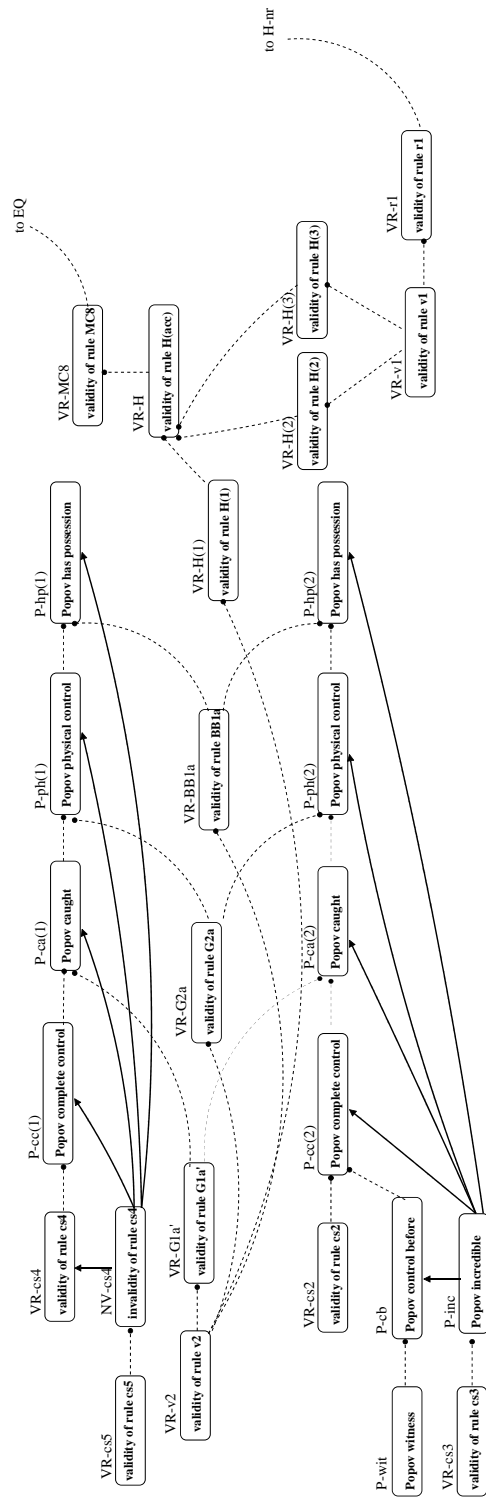 VR-cs5
validity of rule cs5
VR-cs4
validity of rule cs4
NV-cs4
invalidity of rule cs4
P-cc(1)
Popov complete control
P-ca(1)
Popov caught
P-ph(1)
Popov physical control
P-hp(1)
Popov has possession
VR-MC8
validity of rule MC8
to EQ
VR-v2
validity of rule v2
VR-G1a'
validity of rule G1a'
VR-G2a
validity of rule G2a
VR-BB1a
validity of rule BB1a
VR-H(1)
validity of rule H(1)
VR-H
validity of rule H(acc)
VR-H(2)
validity of rule H(2)
VR-H(3)
validity of rule H(3)
VR-cs2
validity of rule cs2
P-cc(2)
Popov complete control
P-ca(2)
Popov caught
P-ph(2)
Popov physical control
P-hp(2)
Popov has possession
VR-v1
validity of rule v1
VR-r1
validity of rule r1
to H-nr
P-wit
Popov witness
P-cb
Popov control before
VR-cs3
validity of rule cs3
P-inc
Popov incredible